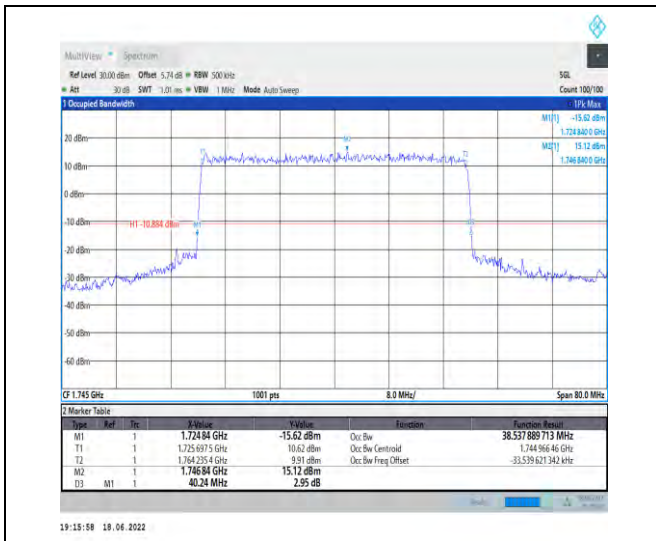 MultiView Spectrum
Ref Level 30.00 dBm Offset 5.74 dB RBW 500 kHz SGL
Att 30 dB SWT 1.01 ms VBW 1 MHz Mode Auto Sweep Count 100/100
1 Occupied Bandwidth 1Pk Max
M1[1] -15.62 dBm
1.724 840 0 GHz
M2[1] 15.12 dBm
1.746 840 0 GHz
20 dBm
10 dBm
0 dBm
-10 dBm
H1 -10.884 dBm
-20 dBm
-30 dBm
-40 dBm
-50 dBm
-60 dBm
CF 1.745 GHz 1001 pts 8.0 MHz/ Span 80.0 MHz
2 Marker Table
Type Ref Trc X-Value Y-Value Function Function Result
M1 1 1.724 84 GHz -15.62 dBm Occ Bw 38.537 889 713 MHz
T1 1 1.725 697 5 GHz 10.62 dBm Occ Bw Centroid 1.744 966 46 GHz
T2 1 1.764 235 4 GHz 9.91 dBm Occ Bw Freq Offset -33.539 621 342 kHz
M2 1 1.746 84 GHz 15.12 dBm
D3 M1 1 40.24 MHz 2.95 dB
19:15:58 18.06.2022